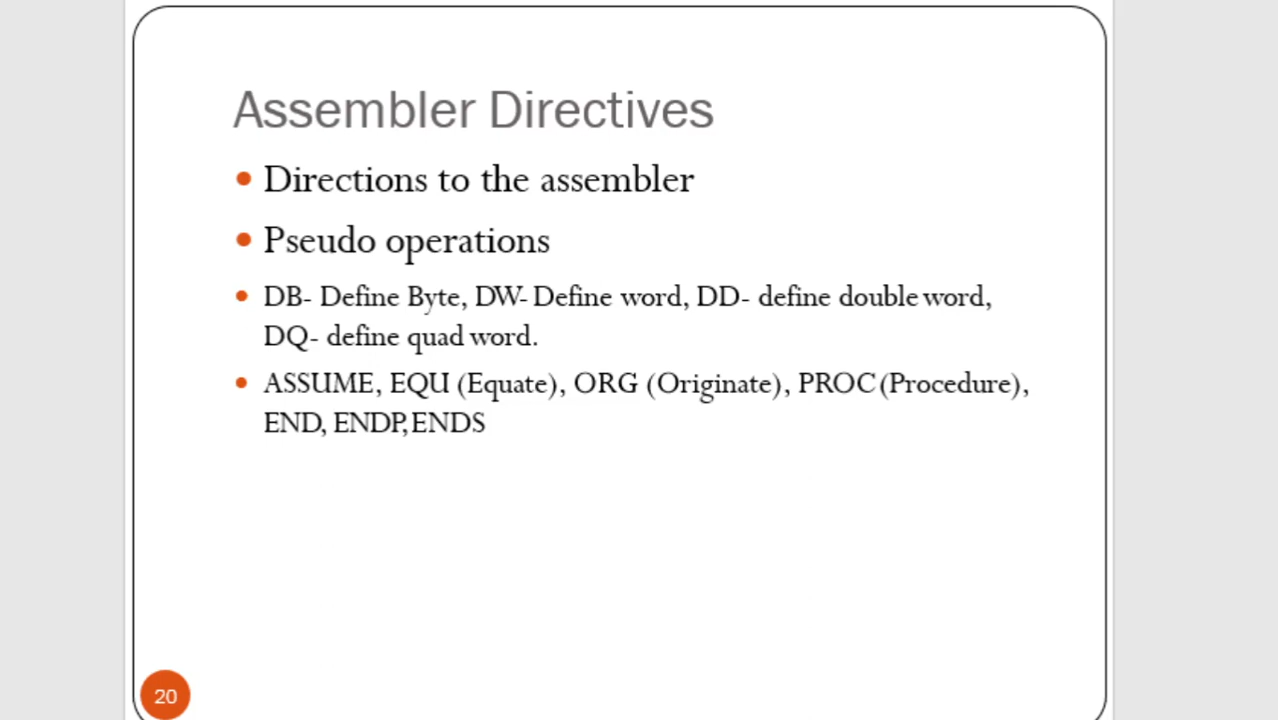 Assembler Directives
• Directions to the assembler
• Pseudo operations
• DB- Define Byte, DW- Define word, DD- define double word,
DQ- define quad word.
• ASSUME, EQU (Equate), ORG (Originate), PROC (Procedure),
END, ENDP, ENDS
20